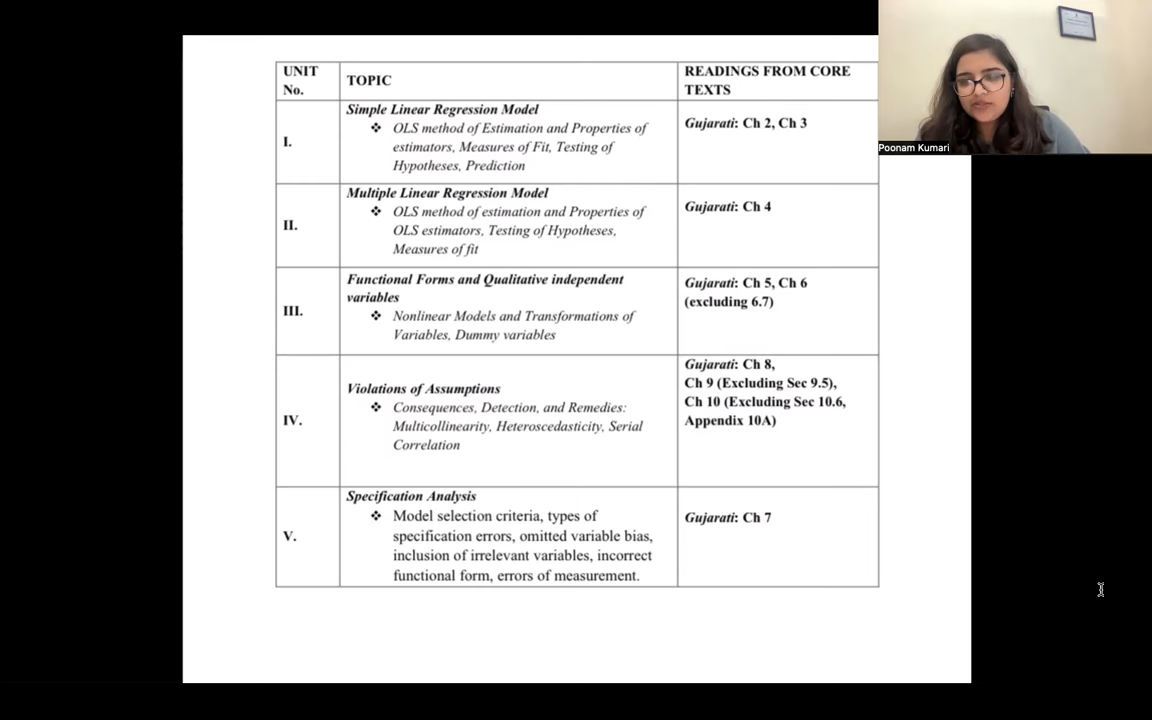 UNIT No.
TOPIC
READINGS FROM CORE TEXTS
I.
Simple Linear Regression Model
❖ OLS method of Estimation and Properties of
estimators, Measures of Fit, Testing of
Hypotheses, Prediction
Gujarati: Ch 2, Ch 3
II.
Multiple Linear Regression Model
❖ OLS method of estimation and Properties of
OLS estimators, Testing of Hypotheses,
Measures of fit
Gujarati: Ch 4
III.
Functional Forms and Qualitative independent
variables
❖ Nonlinear Models and Transformations of
Variables, Dummy variables
Gujarati: Ch 5, Ch 6
(excluding 6.7)
IV.
Violations of Assumptions
❖ Consequences, Detection, and Remedies:
Multicollinearity, Heteroscedasticity, Serial
Correlation
Gujarati: Ch 8,
Ch 9 (Excluding Sec 9.5),
Ch 10 (Excluding Sec 10.6,
Appendix 10A)
V.
Specification Analysis
❖ Model selection criteria, types of
specification errors, omitted variable bias,
inclusion of irrelevant variables, incorrect
functional form, errors of measurement.
Gujarati: Ch 7
Poonam Kumari